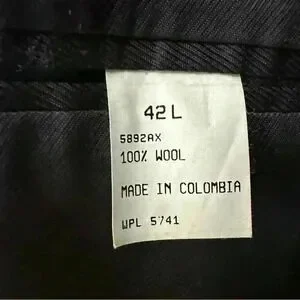 42 L
5892AX
100% WOOL
MADE IN COLOMBIA
WPL 5741